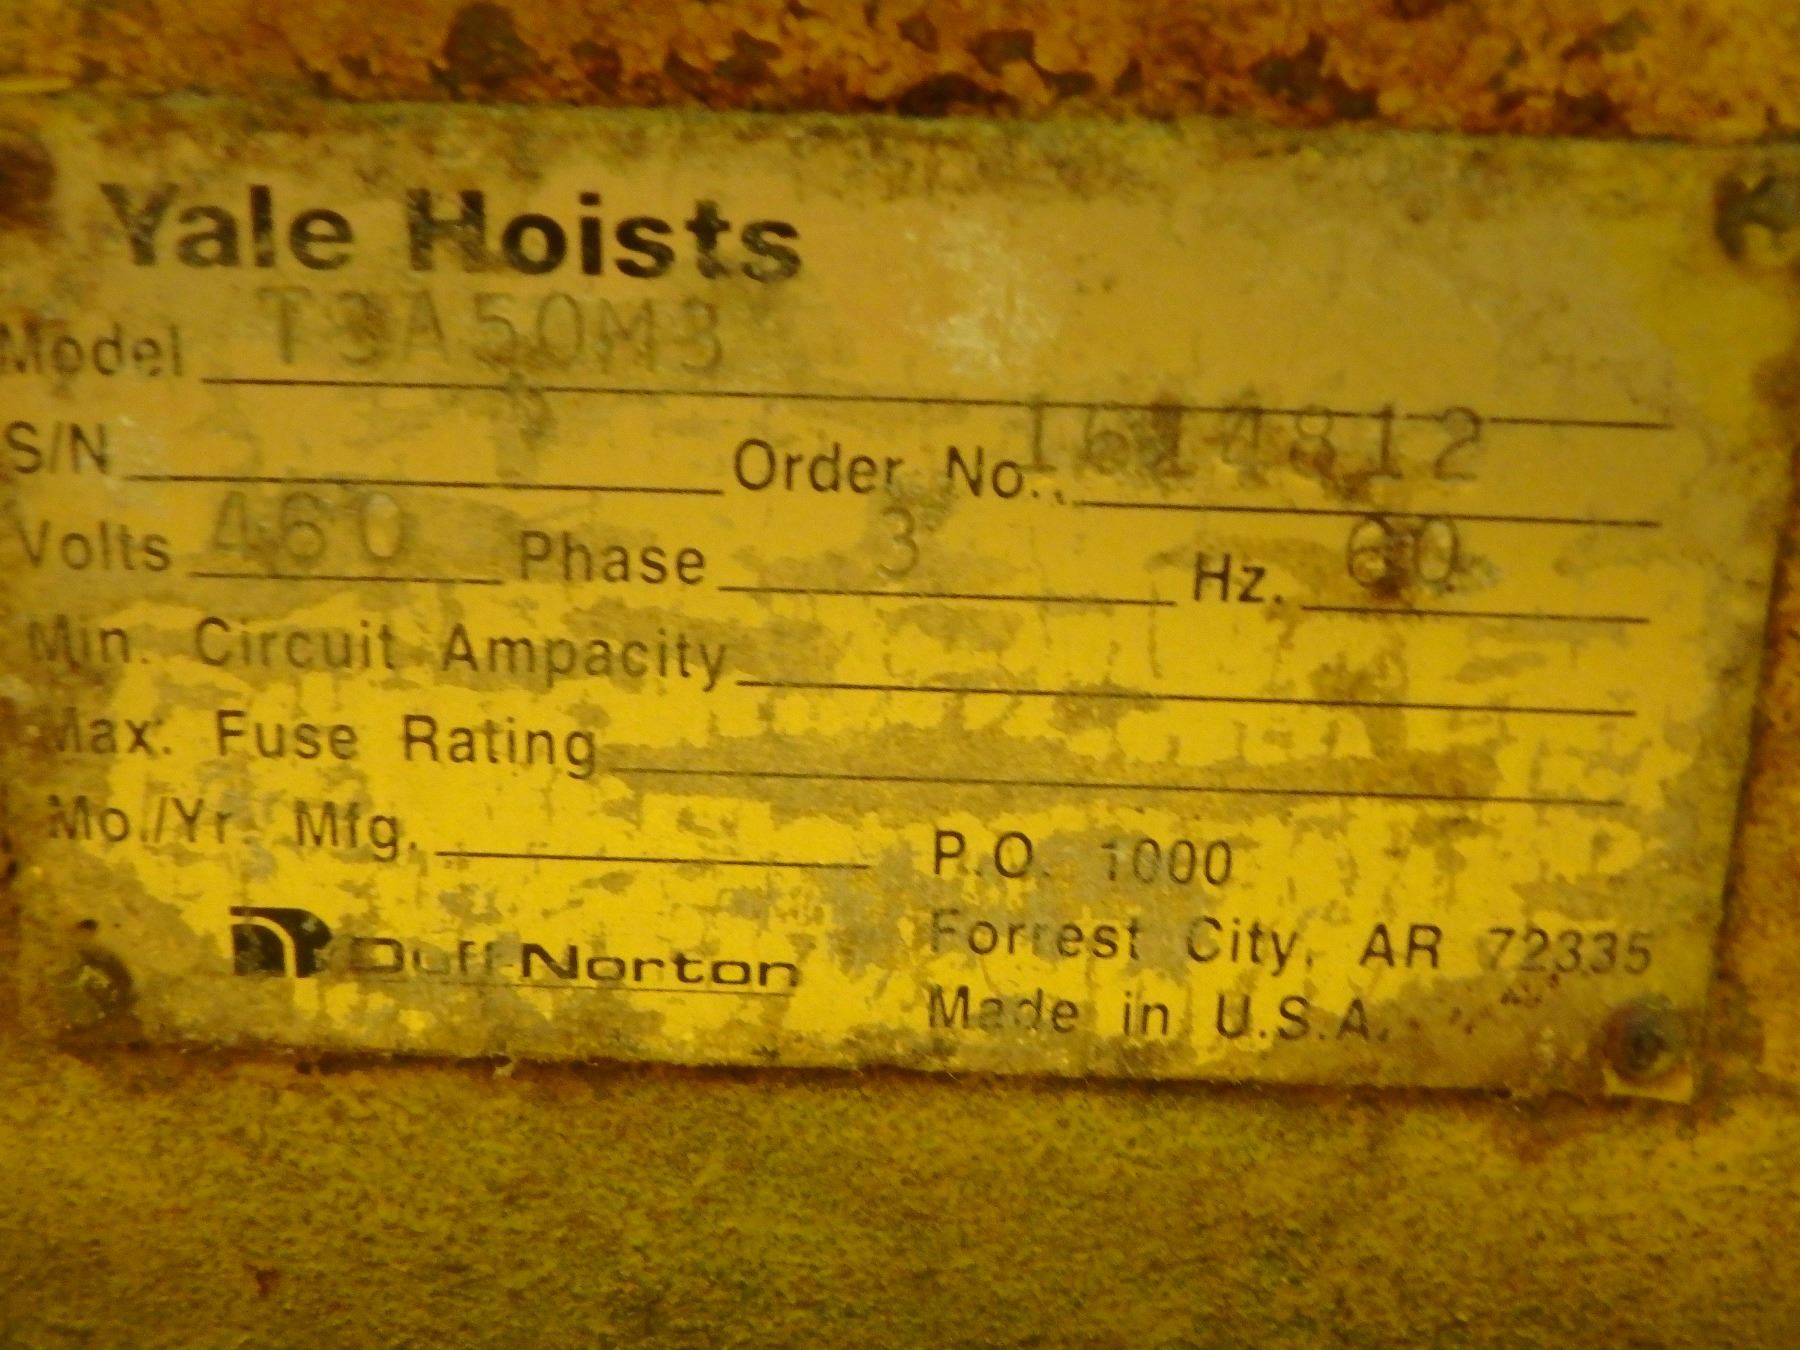 Yale Hoists
Model T3A50M3
S/N Order No. 1614812
Volts 460 Phase 3 Hz. 60
Min. Circuit Ampacity
Max. Fuse Rating
Mo./Yr. Mfg. P.O. 1000
Duff-Norton Forrest City, AR 72335
Made in U.S.A.